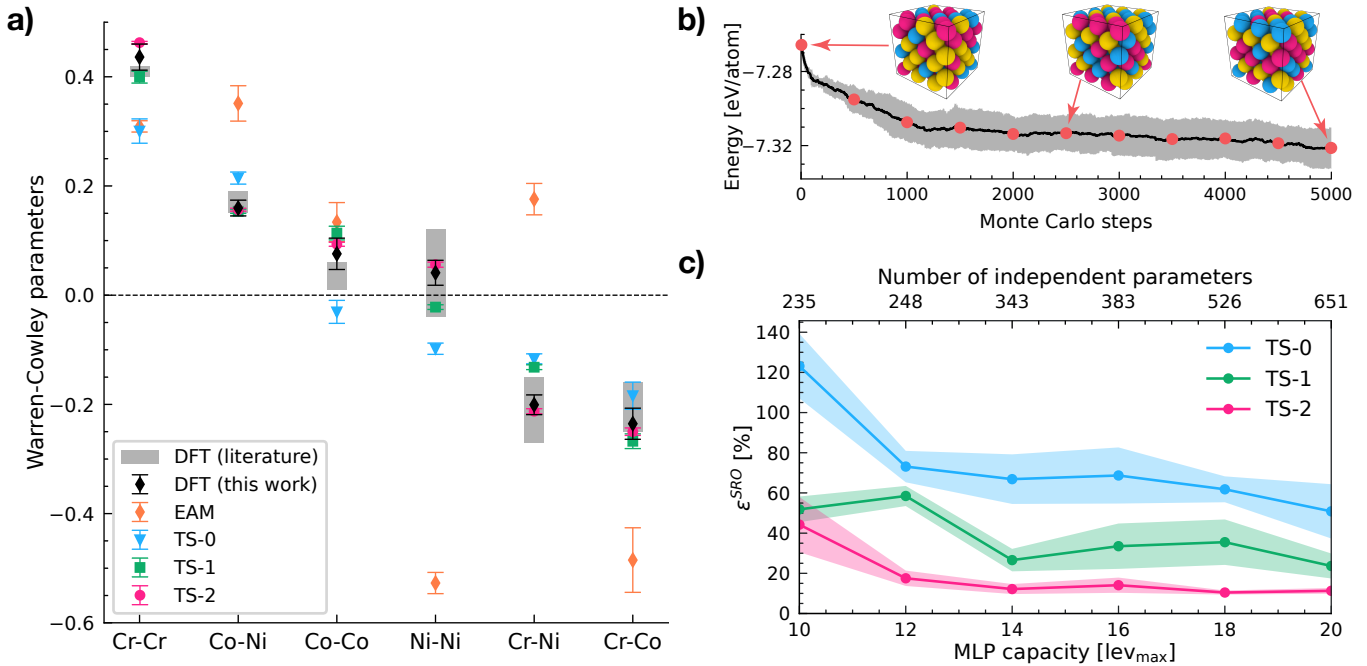 a)
Warren-Cowley parameters
0.4
0.2
0.0
−0.2
−0.4
−0.6
DFT (literature)
DFT (this work)
EAM
TS-0
TS-1
TS-2
Cr-Cr Co-Ni Co-Co Ni-Ni Cr-Ni Cr-Co
b)
Energy [eV/atom]
−7.28
−7.32
0 1000 2000 3000 4000 5000
Monte Carlo steps
c)
Number of independent parameters
235 248 343 383 526 651
ε^SRO [%]
140
120
100
80
60
40
20
0
TS-0
TS-1
TS-2
10 12 14 16 18 20
MLP capacity [lev_max]